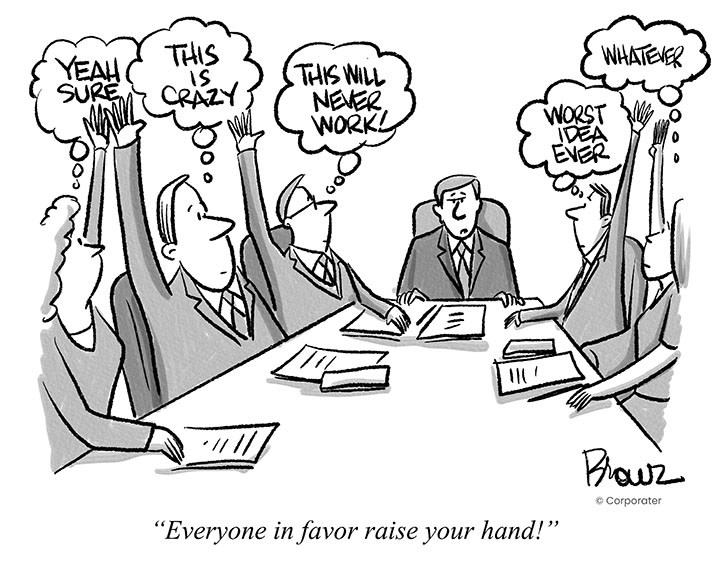 YEAH
SURE
THIS
IS
CRAZY
THIS WILL
NEVER
WORK!
WORST
IDEA
EVER
WHATEVER
Brownz
© Corporater
“Everyone in favor raise your hand!”